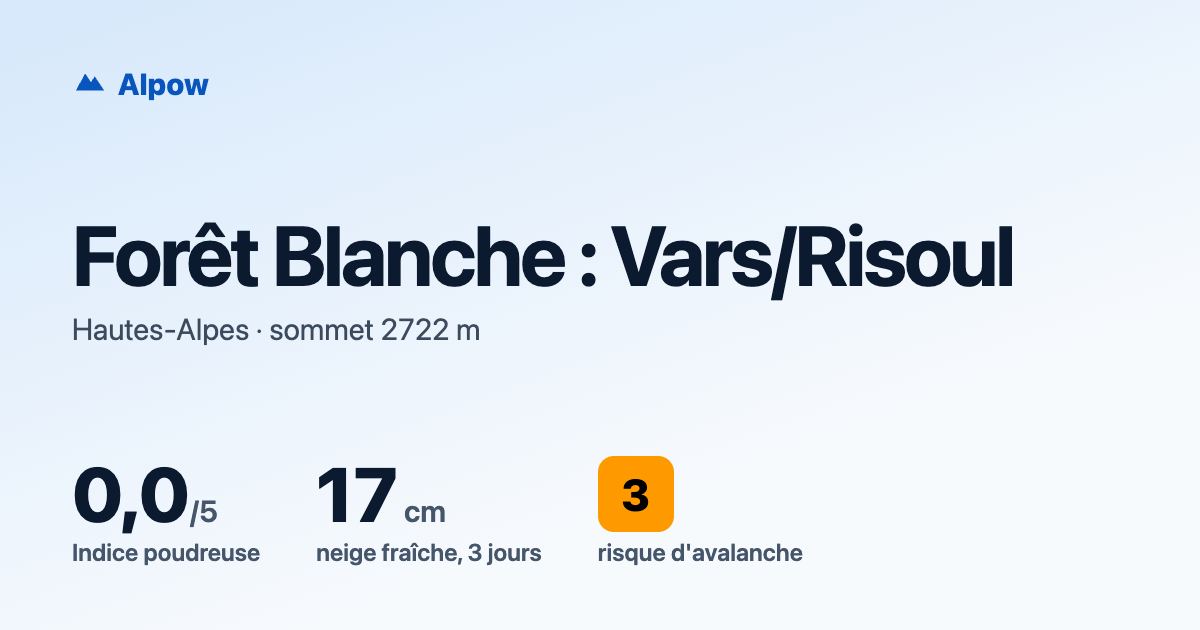 Alpow
Forêt Blanche : Vars/Risoul
Hautes-Alpes · sommet 2722 m
0,0/5
Indice poudreuse
17 cm
neige fraîche, 3 jours
3
risque d'avalanche